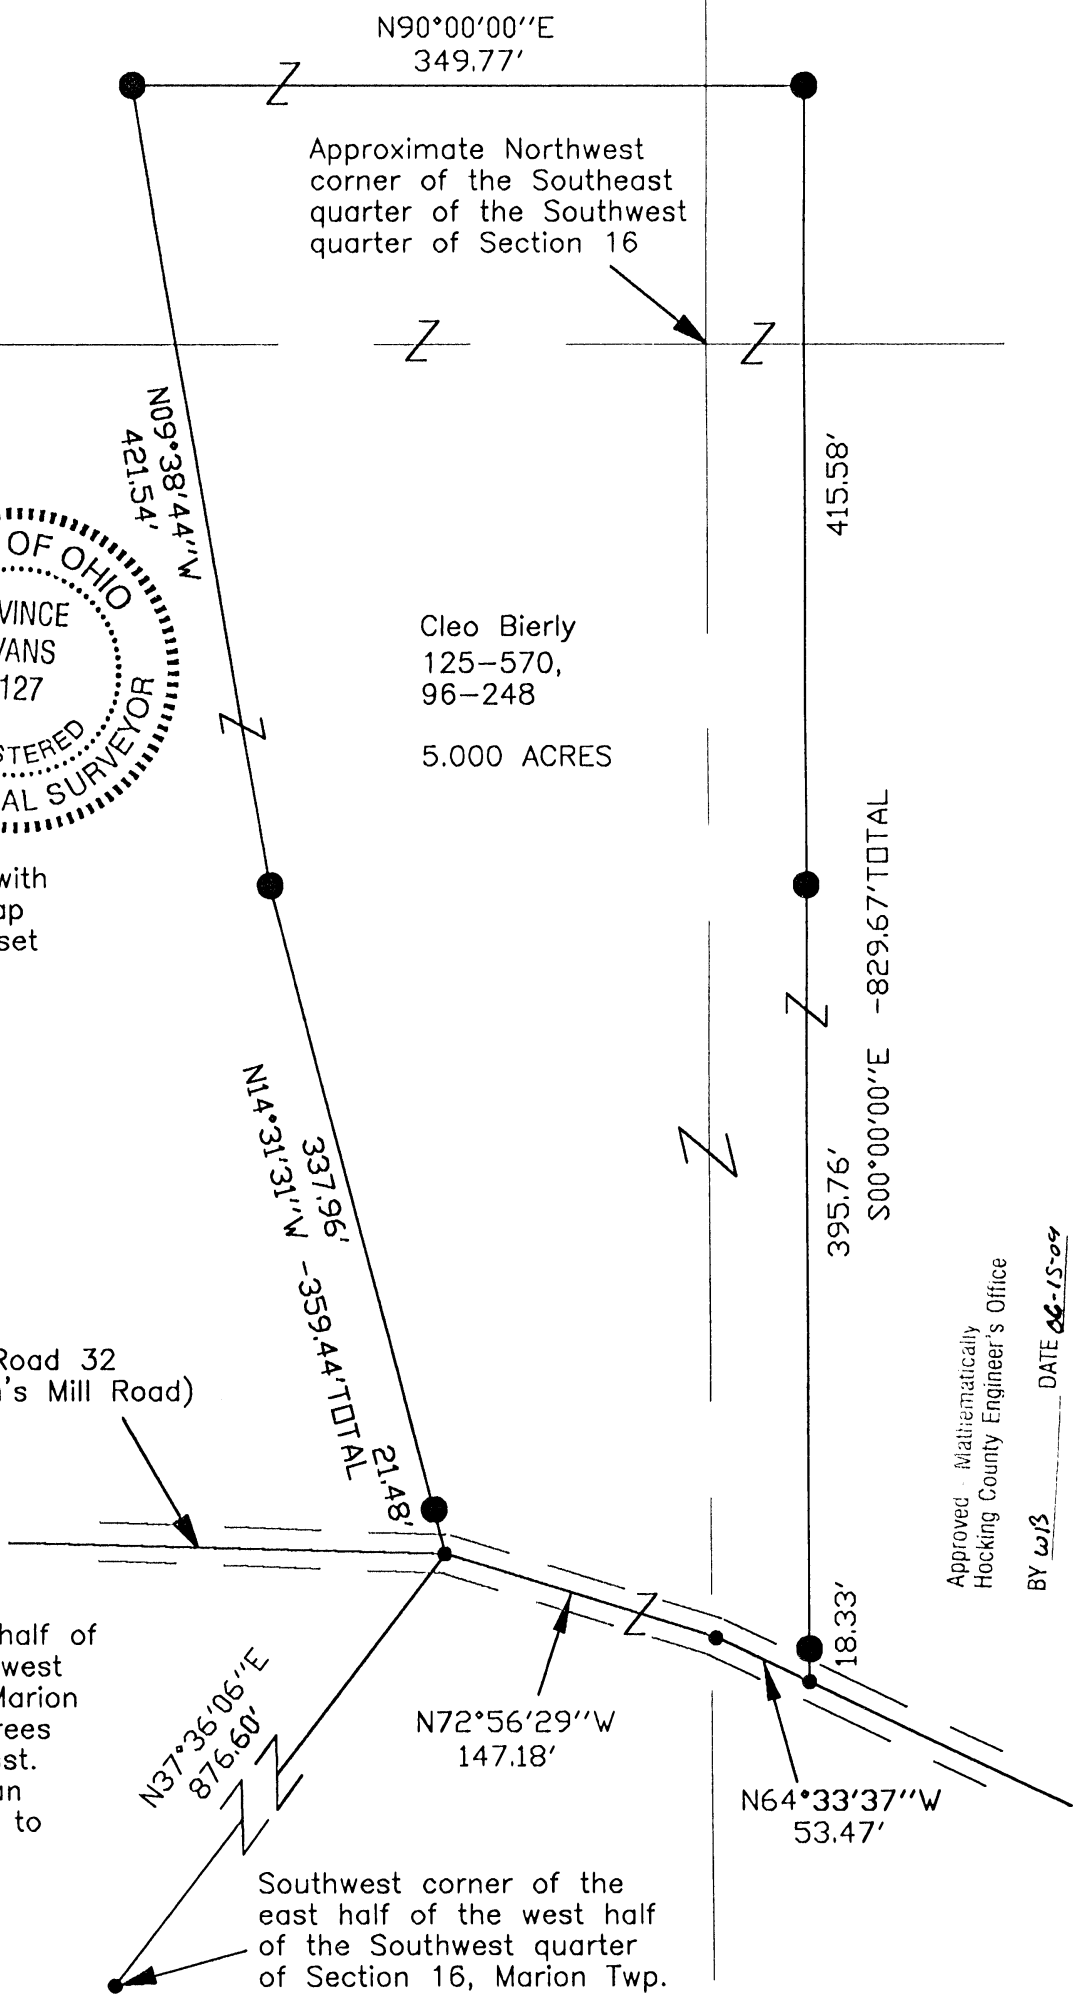 N90°00'00"E
349.77'
Approximate Northwest
corner of the Southeast
quarter of the Southwest
quarter of Section 16
N09°38'44"W
421.54'
415.58'
OF OHIO
VINCE
VANS
127
STERED
AL SURVEYOR
Cleo Bierly
125-570,
96-248
5.000 ACRES
with
ap
set
S00°00'00"E -829.67'TOTAL
395.76'
337.96'
N14°31'31"W -359.44'TOTAL
21.48'
Road 32
n's Mill Road)
Approved - Mathematically
Hocking County Engineer's Office
BY WB DATE 06-15-04
18.33'
half of
west
Marion
rees
st.
an
to
N37°36'06"E
876.60'
N72°56'29"W
147.18'
N64°33'37"W
53.47'
Southwest corner of the
east half of the west half
of the Southwest quarter
of Section 16, Marion Twp.